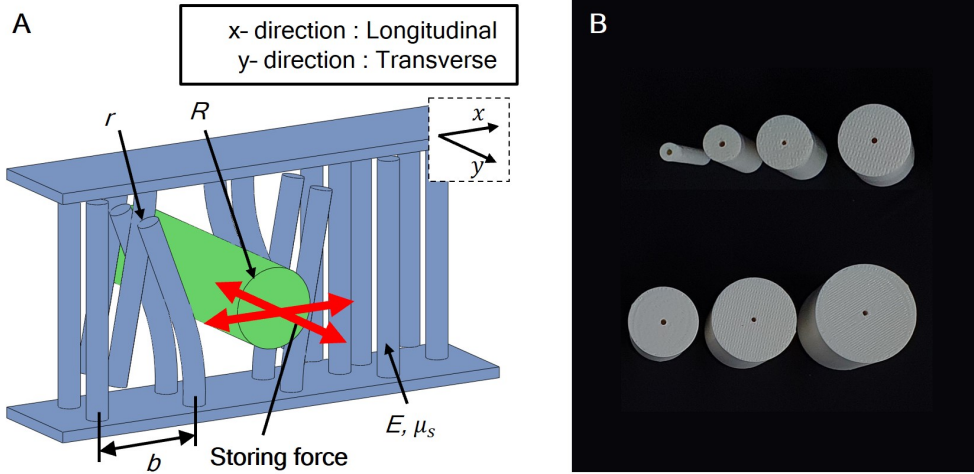 A
x- direction : Longitudinal
y- direction : Transverse
B
r
R
x
y
E, μₛ
b
Storing force